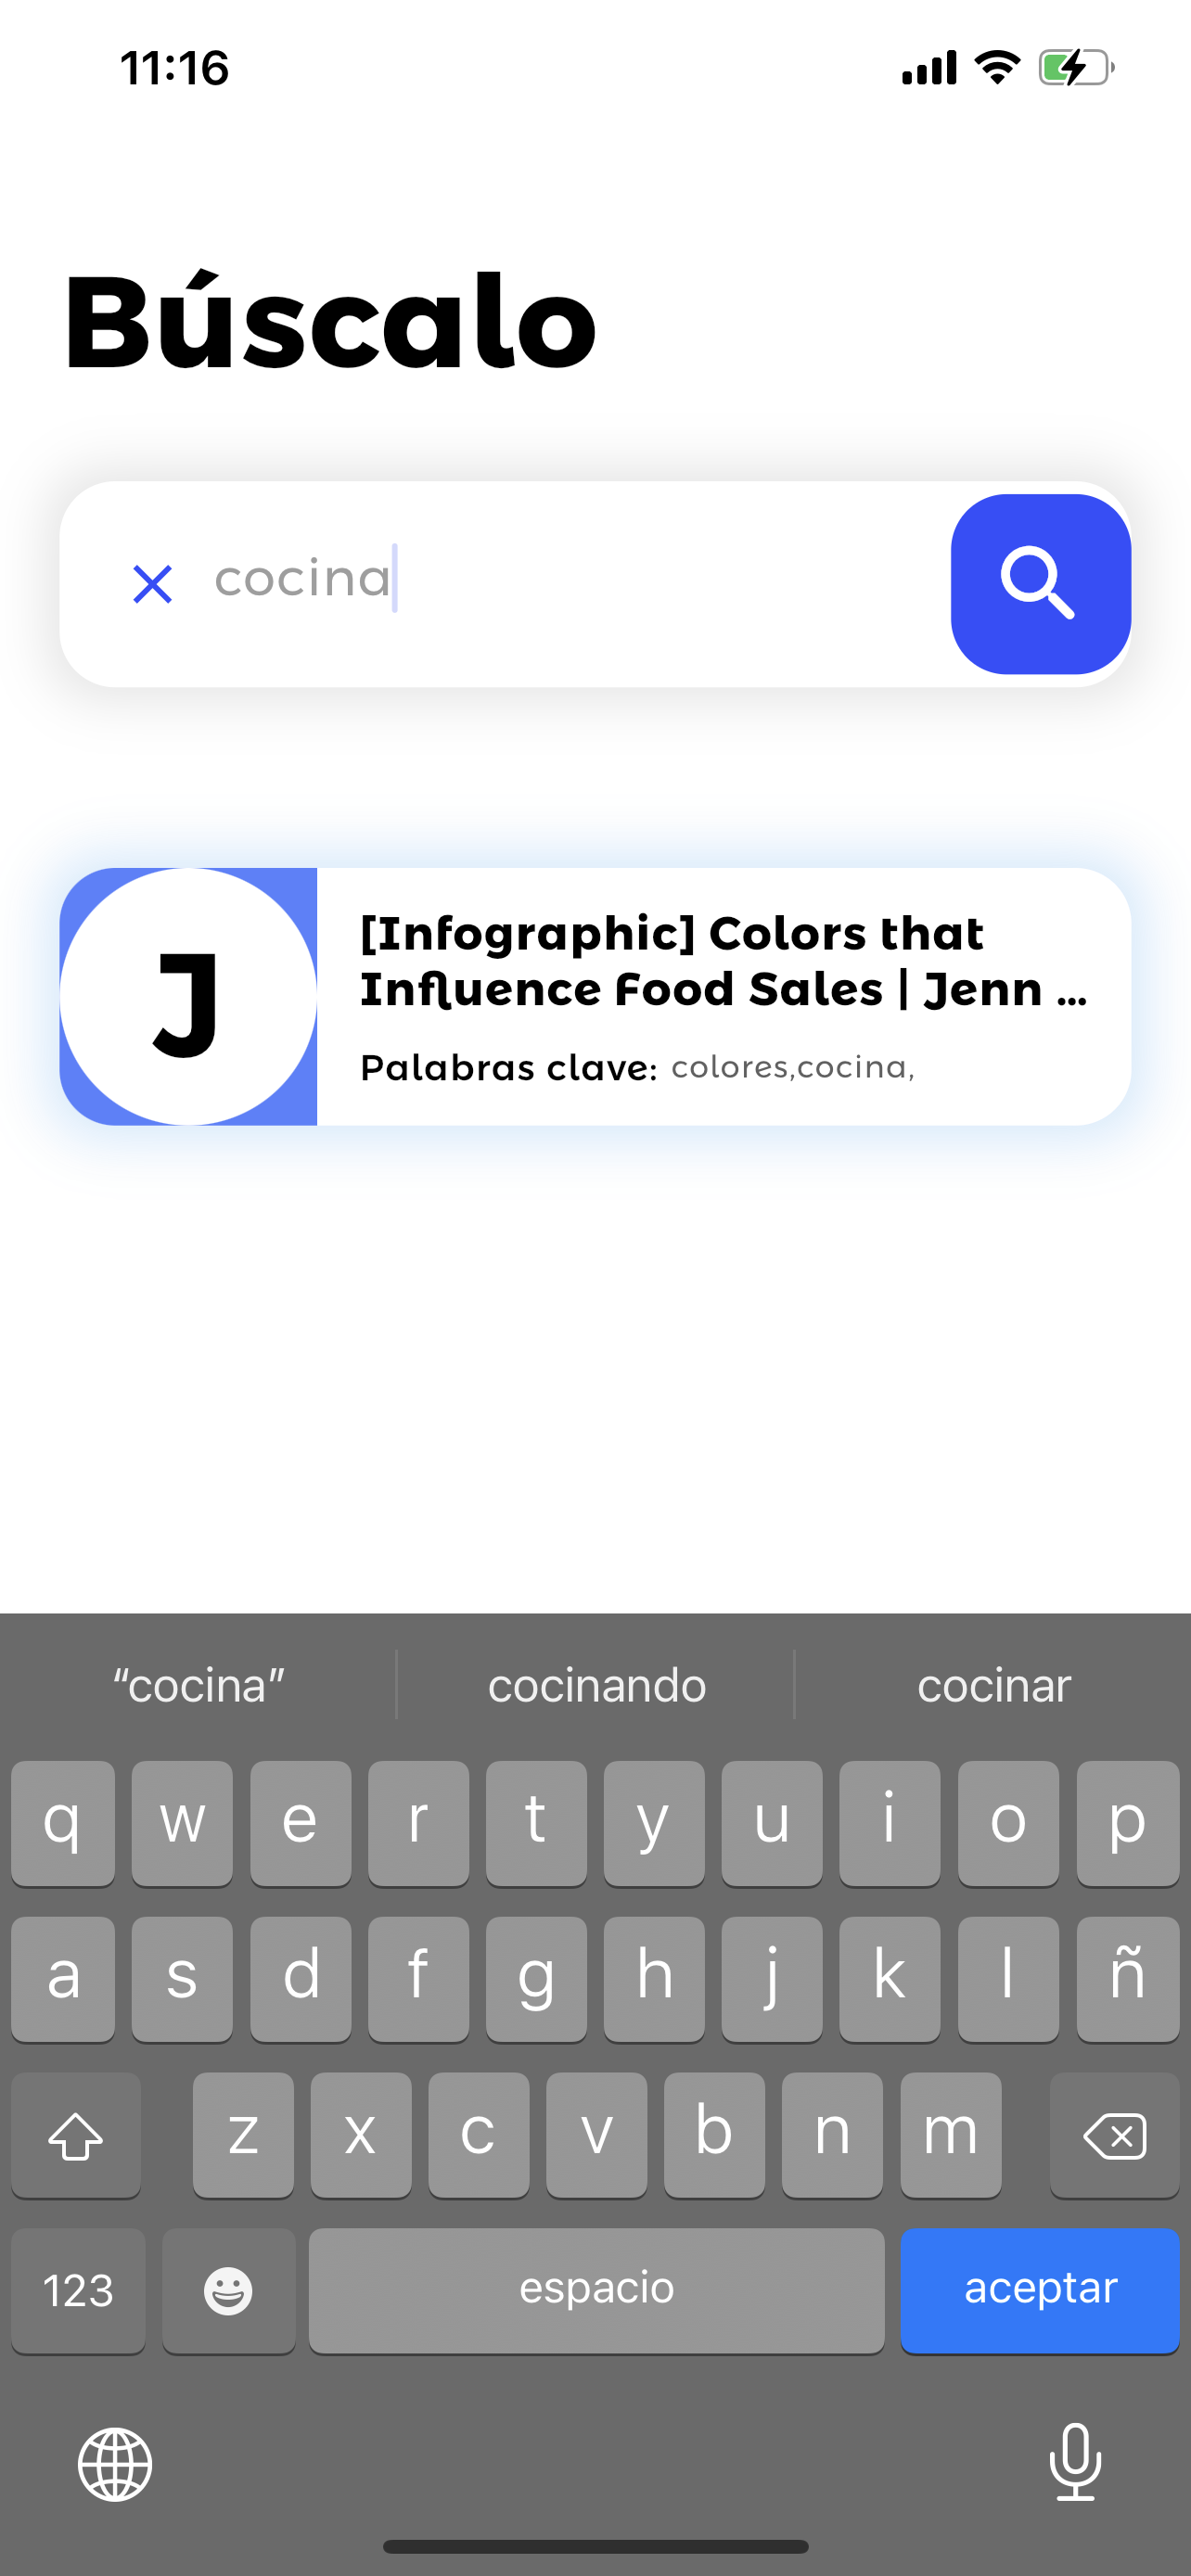 11:16
Búscalo
cocina
J
[Infographic] Colors that
Influence Food Sales | Jenn ...
Palabras clave: colores,cocina,
“cocina” cocinando cocinar
q w e r t y u i o p
a s d f g h j k l ñ
z x c v b n m
123 espacio aceptar